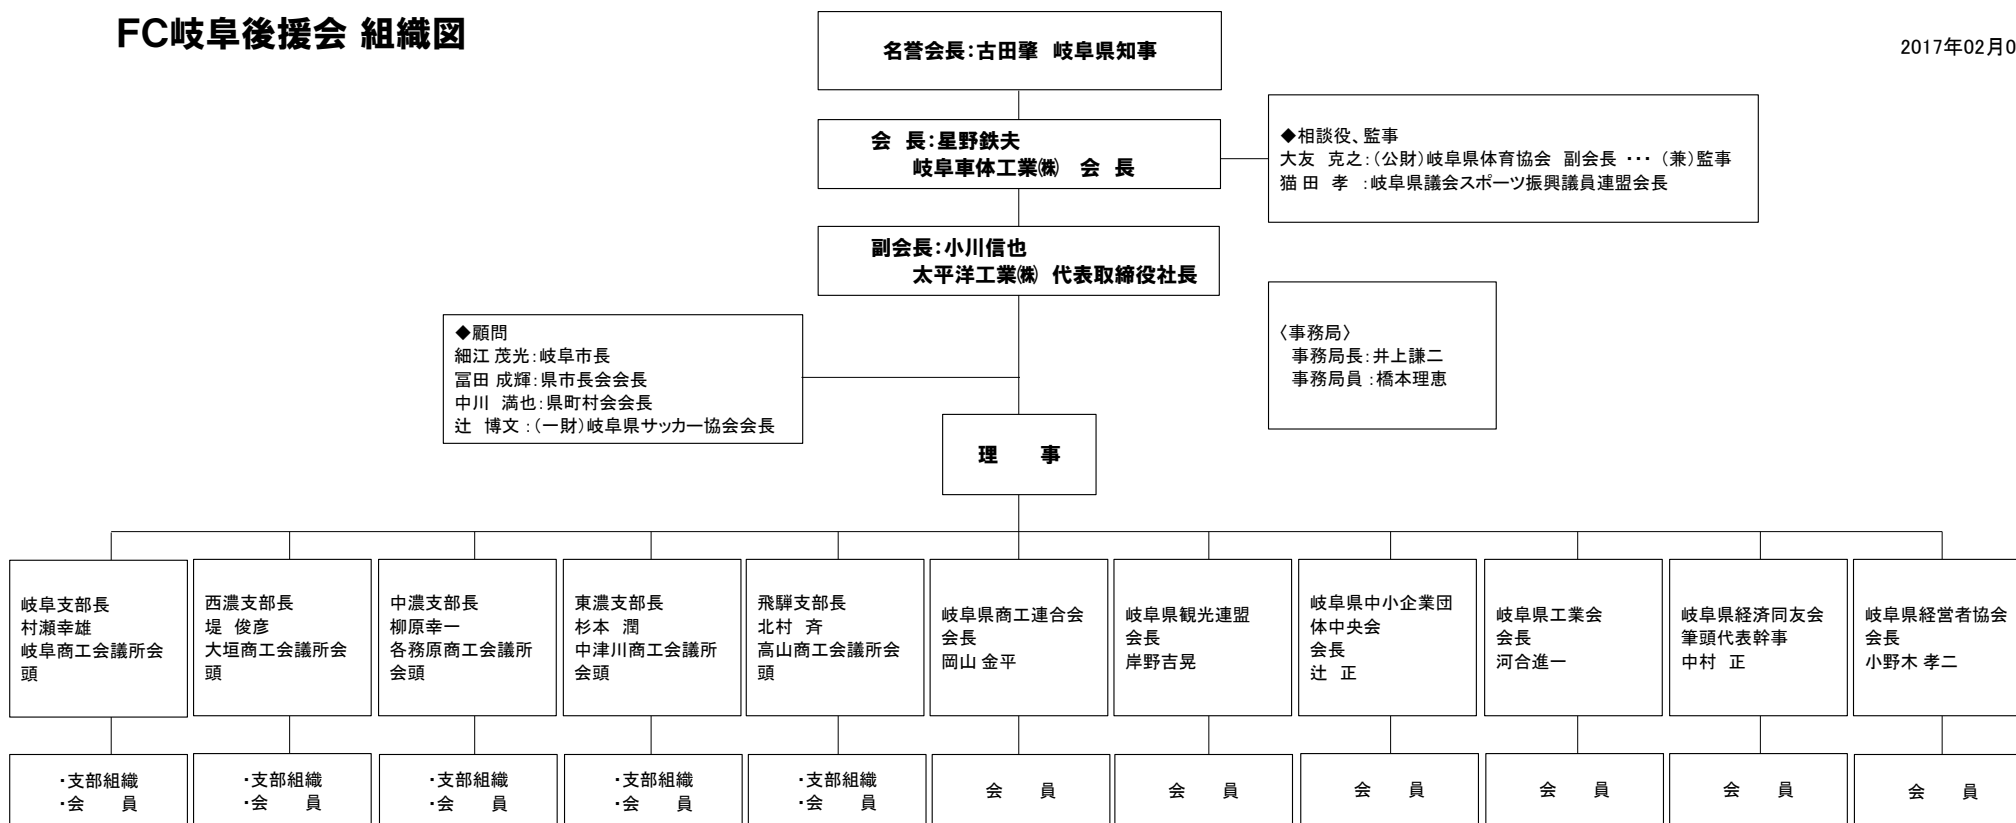 FC岐阜後援会 組織図
名誉会長：古田肇 岐阜県知事
2017年02月0
会 長：星野鉄夫
岐阜車体工業㈱ 会 長
◆相談役、監事
大友 克之：（公財）岐阜県体育協会 副会長 ・・・ （兼）監事
猫田 孝 ：岐阜県議会スポーツ振興議員連盟会長
副会長：小川信也
太平洋工業㈱ 代表取締役社長
◆顧問
細江 茂光：岐阜市長
冨田 成輝：県市長会会長
中川 満也：県町村会会長
辻 博文：（一財）岐阜県サッカー協会会長
〈事務局〉
事務局長：井上謙二
事務局員：橋本理恵
理 事
岐阜支部長
村瀬幸雄
岐阜商工会議所会
頭
西濃支部長
堤 俊彦
大垣商工会議所会
頭
中濃支部長
柳原幸一
各務原商工会議所
会頭
東濃支部長
杉本 潤
中津川商工会議所
会頭
飛騨支部長
北村 斉
高山商工会議所会
頭
岐阜県商工連合会
会長
岡山 金平
岐阜県観光連盟
会長
岸野吉晃
岐阜県中小企業団
体中央会
会長
辻 正
岐阜県工業会
会長
河合進一
岐阜県経済同友会
筆頭代表幹事
中村 正
岐阜県経営者協会
会長
小野木 孝二
・支部組織
・会 員
・支部組織
・会 員
・支部組織
・会 員
・支部組織
・会 員
・支部組織
・会 員
会 員
会 員
会 員
会 員
会 員
会 員